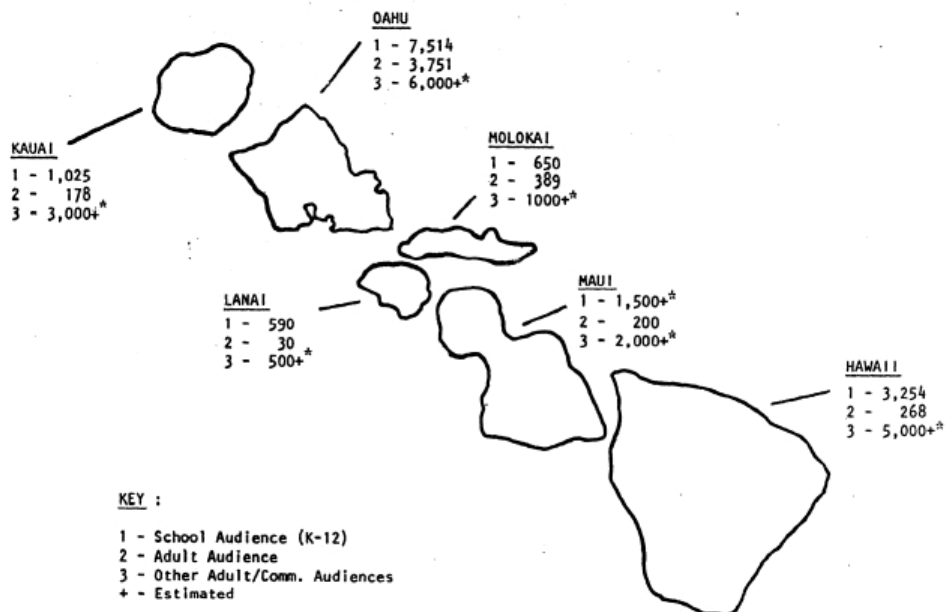 OAHU
1 - 7,514
2 - 3,751
3 - 6,000+*
KAUAI
1 - 1,025
2 - 178
3 - 3,000+*
MOLOKAI
1 - 650
2 - 389
3 - 1000+*
LANAI
1 - 590
2 - 30
3 - 500+*
MAUI
1 - 1,500+*
2 - 200
3 - 2,000+*
HAWAII
1 - 3,254
2 - 268
3 - 5,000+*
KEY :
1 - School Audience (K-12)
2 - Adult Audience
3 - Other Adult/Comm. Audiences
+ - Estimated